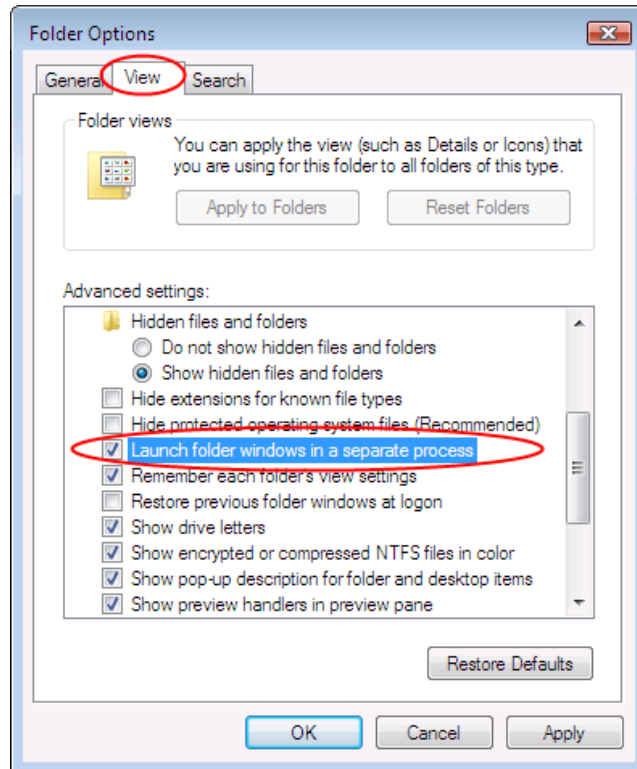 Folder Options
General View Search
Folder views
You can apply the view (such as Details or Icons) that
you are using for this folder to all folders of this type.
Apply to Folders Reset Folders
Advanced settings:
Hidden files and folders
Do not show hidden files and folders
Show hidden files and folders
Hide extensions for known file types
Hide protected operating system files (Recommended)
Launch folder windows in a separate process
Remember each folder's view settings
Restore previous folder windows at logon
Show drive letters
Show encrypted or compressed NTFS files in color
Show pop-up description for folder and desktop items
Show preview handlers in preview pane
Restore Defaults
OK Cancel Apply